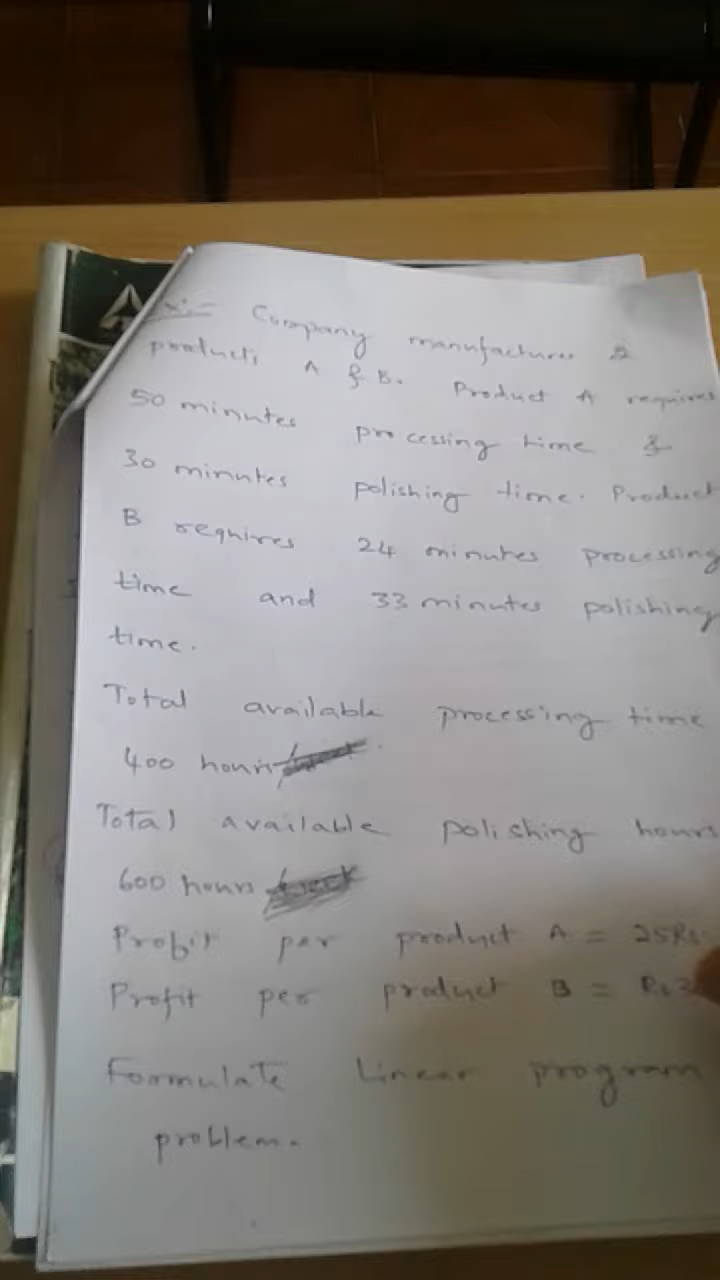 Ex:- Company manufactures 2
products A & B. Product A requires
50 minutes processing time &
30 minutes polishing time. Product
B requires 24 minutes processing
time and 33 minutes polishing
time.
Total available processing time
400 hours
Total available polishing hours
600 hours
Profit per product A = 25Rs.
Profit per product B = Rs
Formulate Linear program
problem.